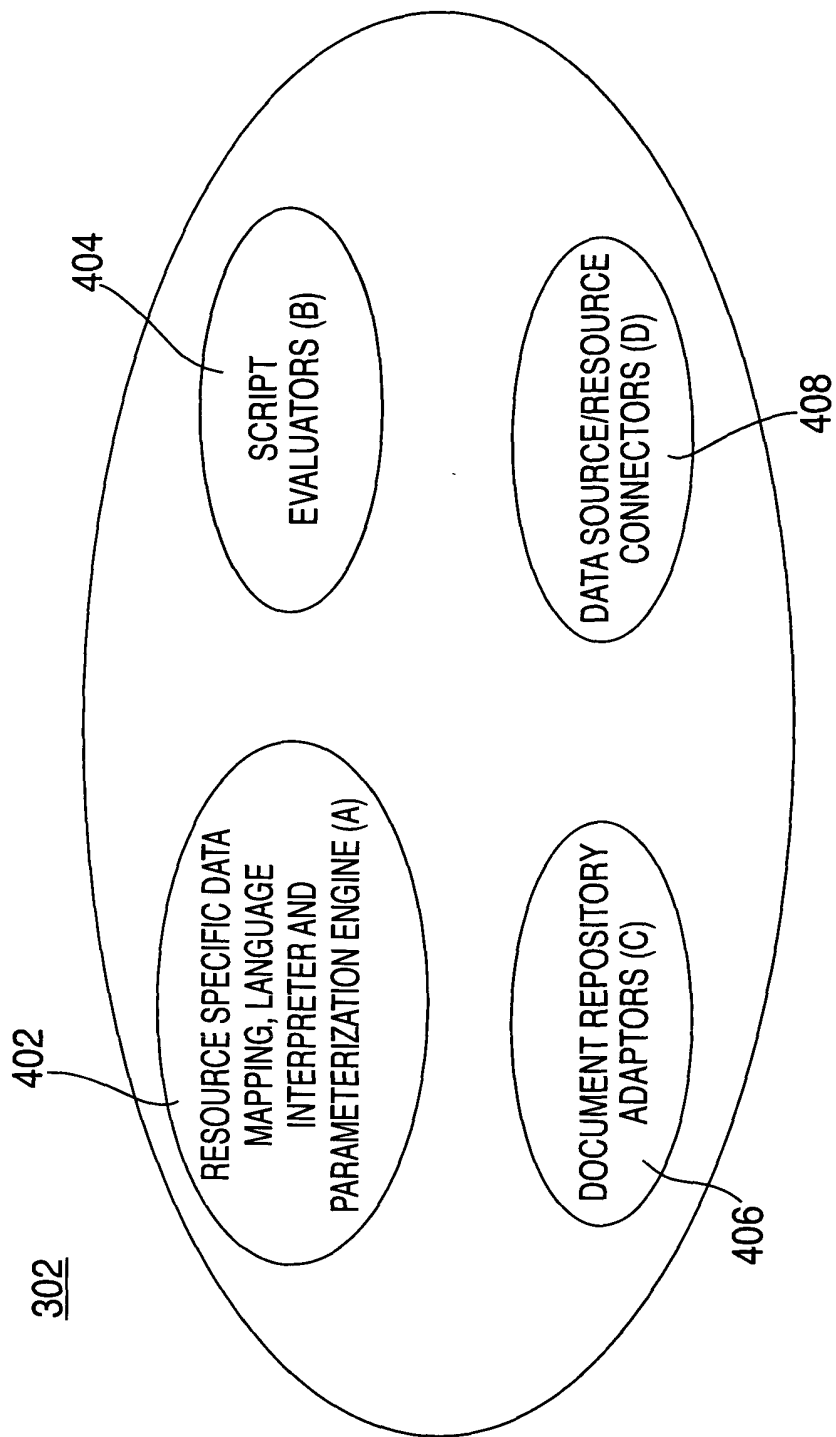 302
402
RESOURCE SPECIFIC DATA
MAPPING, LANGUAGE
INTERPRETER AND
PARAMETERIZATION ENGINE (A)
404
SCRIPT
EVALUATORS (B)
DOCUMENT REPOSITORY
ADAPTORS (C)
406
DATA SOURCE/RESOURCE
CONNECTORS (D)
408